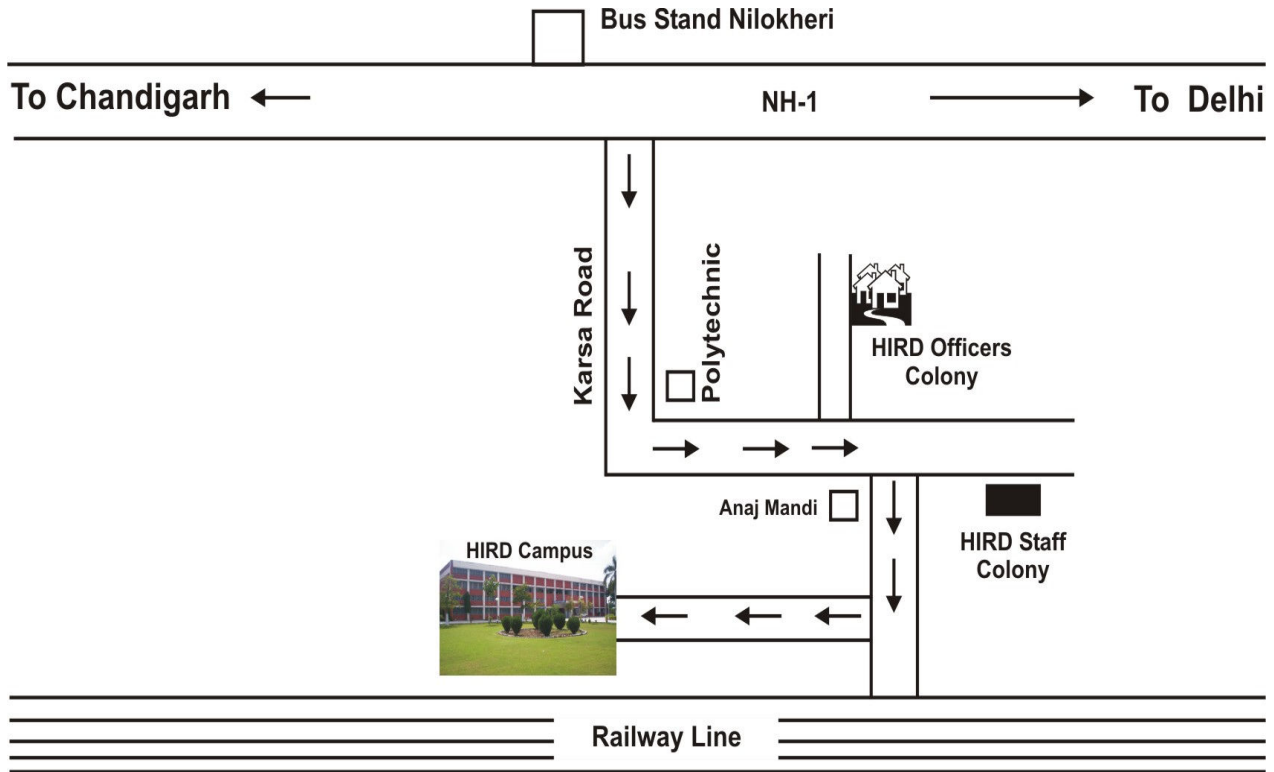 Bus Stand Nilokheri
To Chandigarh
NH-1
To Delhi
Karsa Road
Polytechnic
HIRD Officers
Colony
Anaj Mandi
HIRD Staff
Colony
HIRD Campus
Railway Line